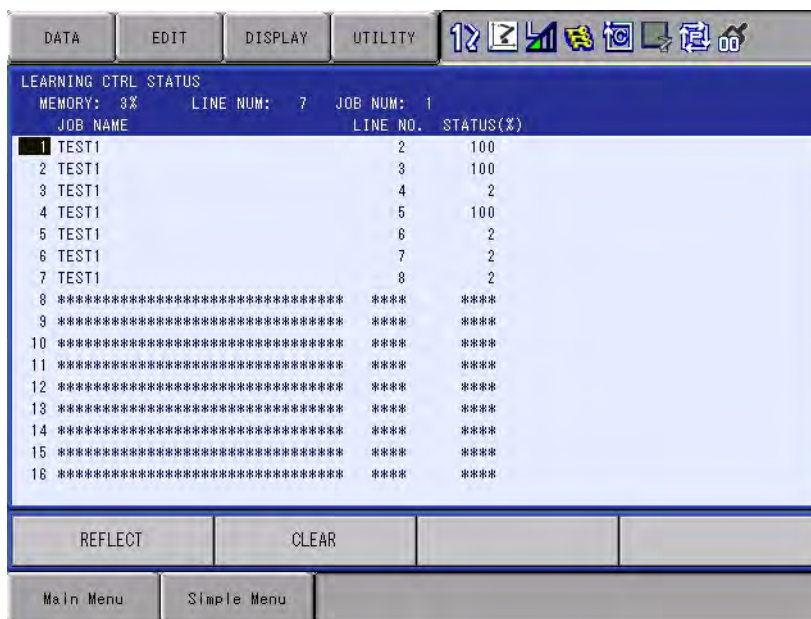 DATA EDIT DISPLAY UTILITY
LEARNING CTRL STATUS
MEMORY: 3% LINE NUM: 7 JOB NUM: 1
JOB NAME LINE NO. STATUS(%)
1 TEST1 2 100
2 TEST1 3 100
3 TEST1 4 2
4 TEST1 5 100
5 TEST1 6 2
6 TEST1 7 2
7 TEST1 8 2
8 ******************************** **** ****
9 ******************************** **** ****
10 ******************************** **** ****
11 ******************************** **** ****
12 ******************************** **** ****
13 ******************************** **** ****
14 ******************************** **** ****
15 ******************************** **** ****
16 ******************************** **** ****
REFLECT CLEAR
Main Menu Simple Menu